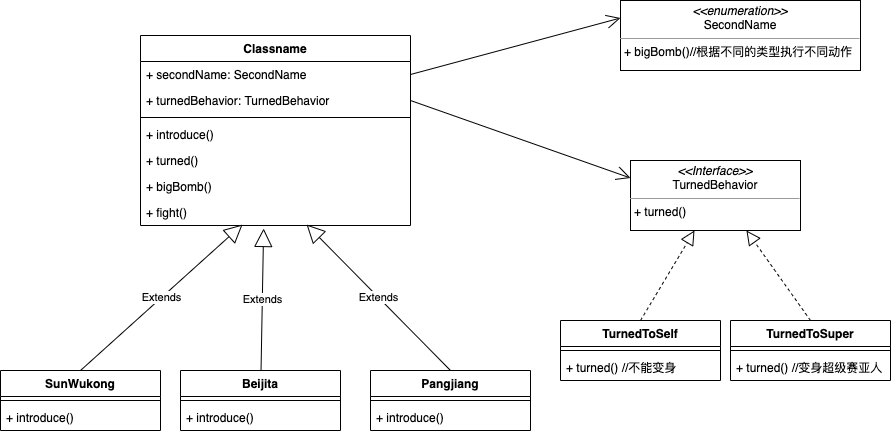 <<enumeration>>
SecondName
+ bigBomb()//根据不同的类型执行不同动作
Classname
+ secondName: SecondName
+ turnedBehavior: TurnedBehavior
+ introduce()
+ turned()
+ bigBomb()
+ fight()
<<Interface>>
TurnedBehavior
+ turned()
Extends
Extends
Extends
TurnedToSelf
+ turned() //不能变身
TurnedToSuper
+ turned() //变身超级赛亚人
SunWukong
+ introduce()
Beijita
+ introduce()
Pangjiang
+ introduce()